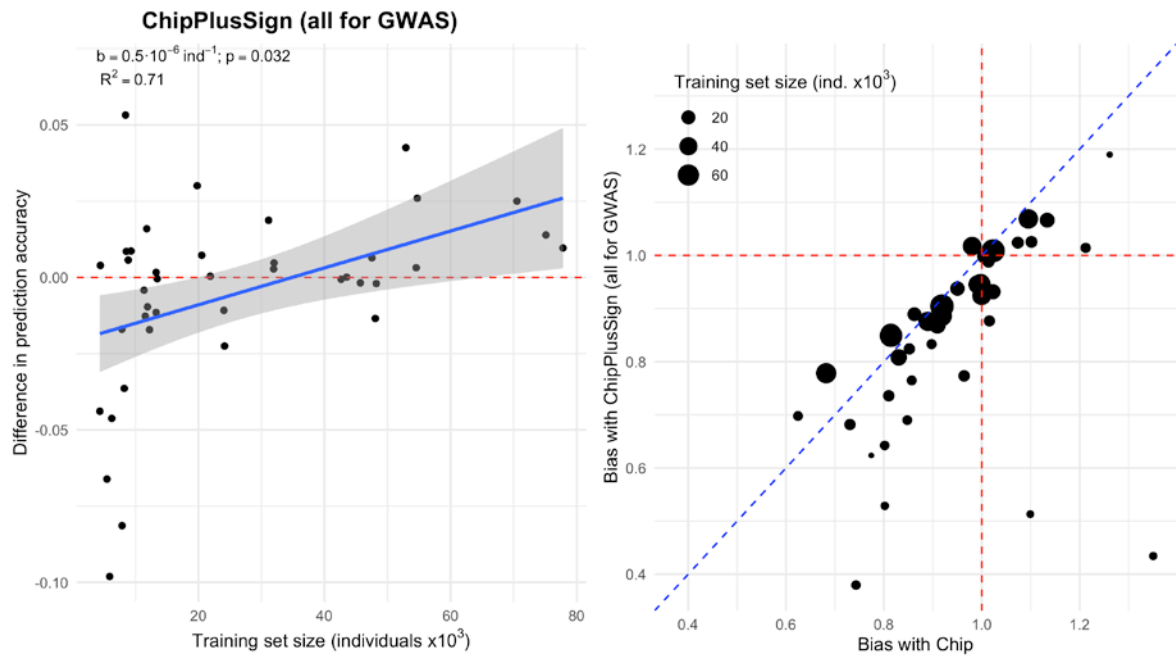 ChipPlusSign (all for GWAS)
b = 0.5·10⁻⁶ ind⁻¹; p = 0.032
R² = 0.71
Difference in prediction accuracy
0.05
0.00
-0.05
-0.10
20
40
60
80
Training set size (individuals x10³)
Training set size (ind. x10³)
20
40
60
Bias with ChipPlusSign (all for GWAS)
1.2
1.0
0.8
0.6
0.4
0.4
0.6
0.8
1.0
1.2
Bias with Chip